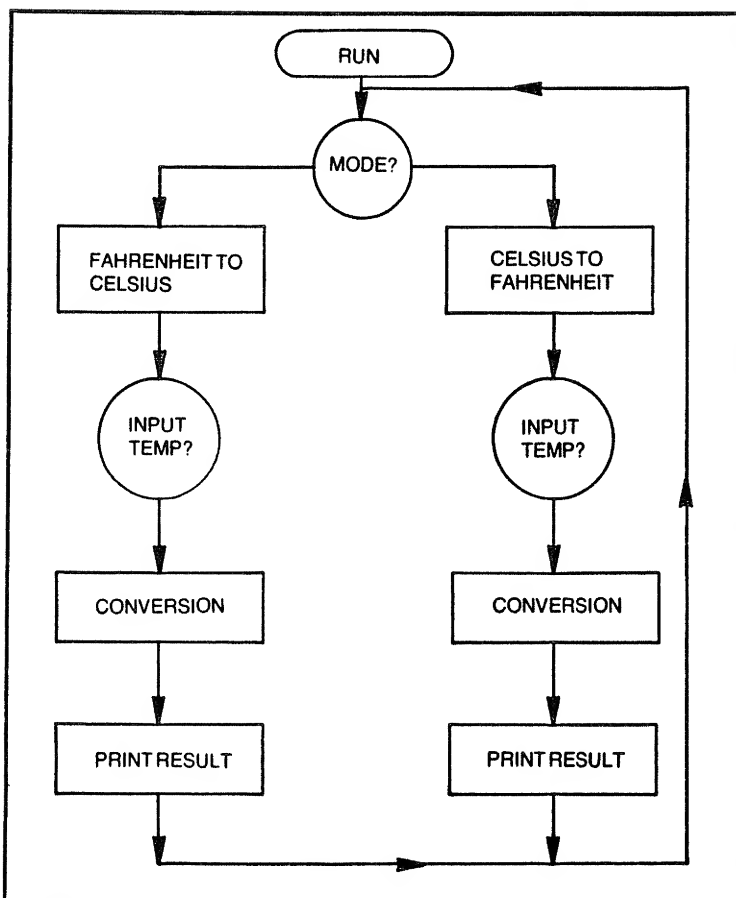 RUN
MODE?
FAHRENHEIT TO
CELSIUS
CELSIUS TO
FAHRENHEIT
INPUT
TEMP?
INPUT
TEMP?
CONVERSION
CONVERSION
PRINT RESULT
PRINT RESULT